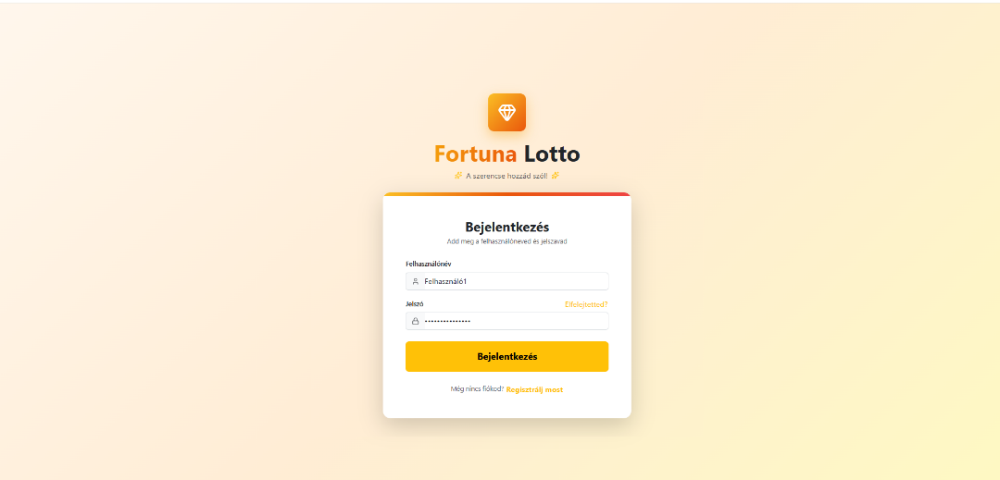 Fortuna Lotto
A szerencse hozzád szól!
Bejelentkezés
Add meg a felhasználóneved és jelszavad
Felhasználónév
Felhasználó1
Jelszó Elfelejtetted?
•••••••••••••••
Bejelentkezés
Még nincs fiókod? Regisztrálj most